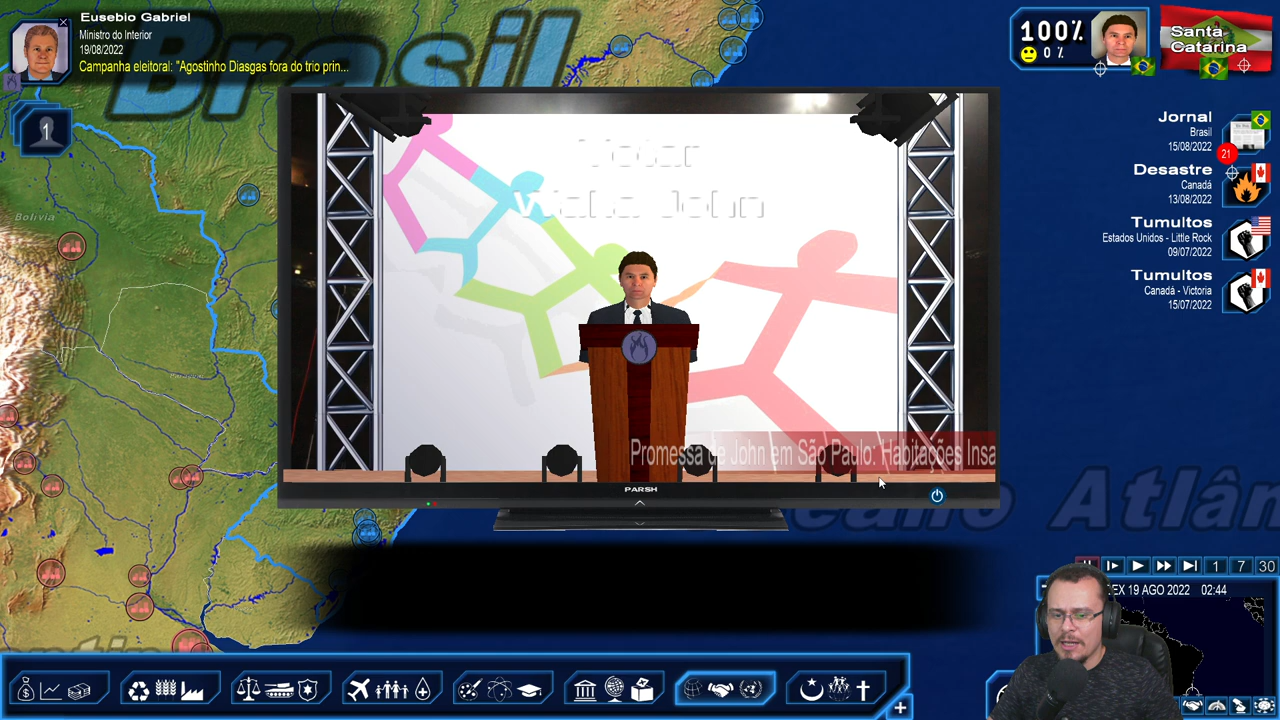 Brasil
Eusebio Gabriel
Ministro do Interior
19/08/2022
Campanha eleitoral: "Agostinho Diasgas fora do trio prin...
1
100%
0 %
Santa
Catarina
Jornal
Brasil
15/08/2022
21
Desastre
Canadá
13/08/2022
Tumultos
Estados Unidos - Little Rock
09/07/2022
Tumultos
Canadá - Victoria
15/07/2022
Bolivia
Votar
John
Promessa de John em São Paulo: Habitações Insa
PARSH
1
7
30
SEX 19 AGO 2022 02:44